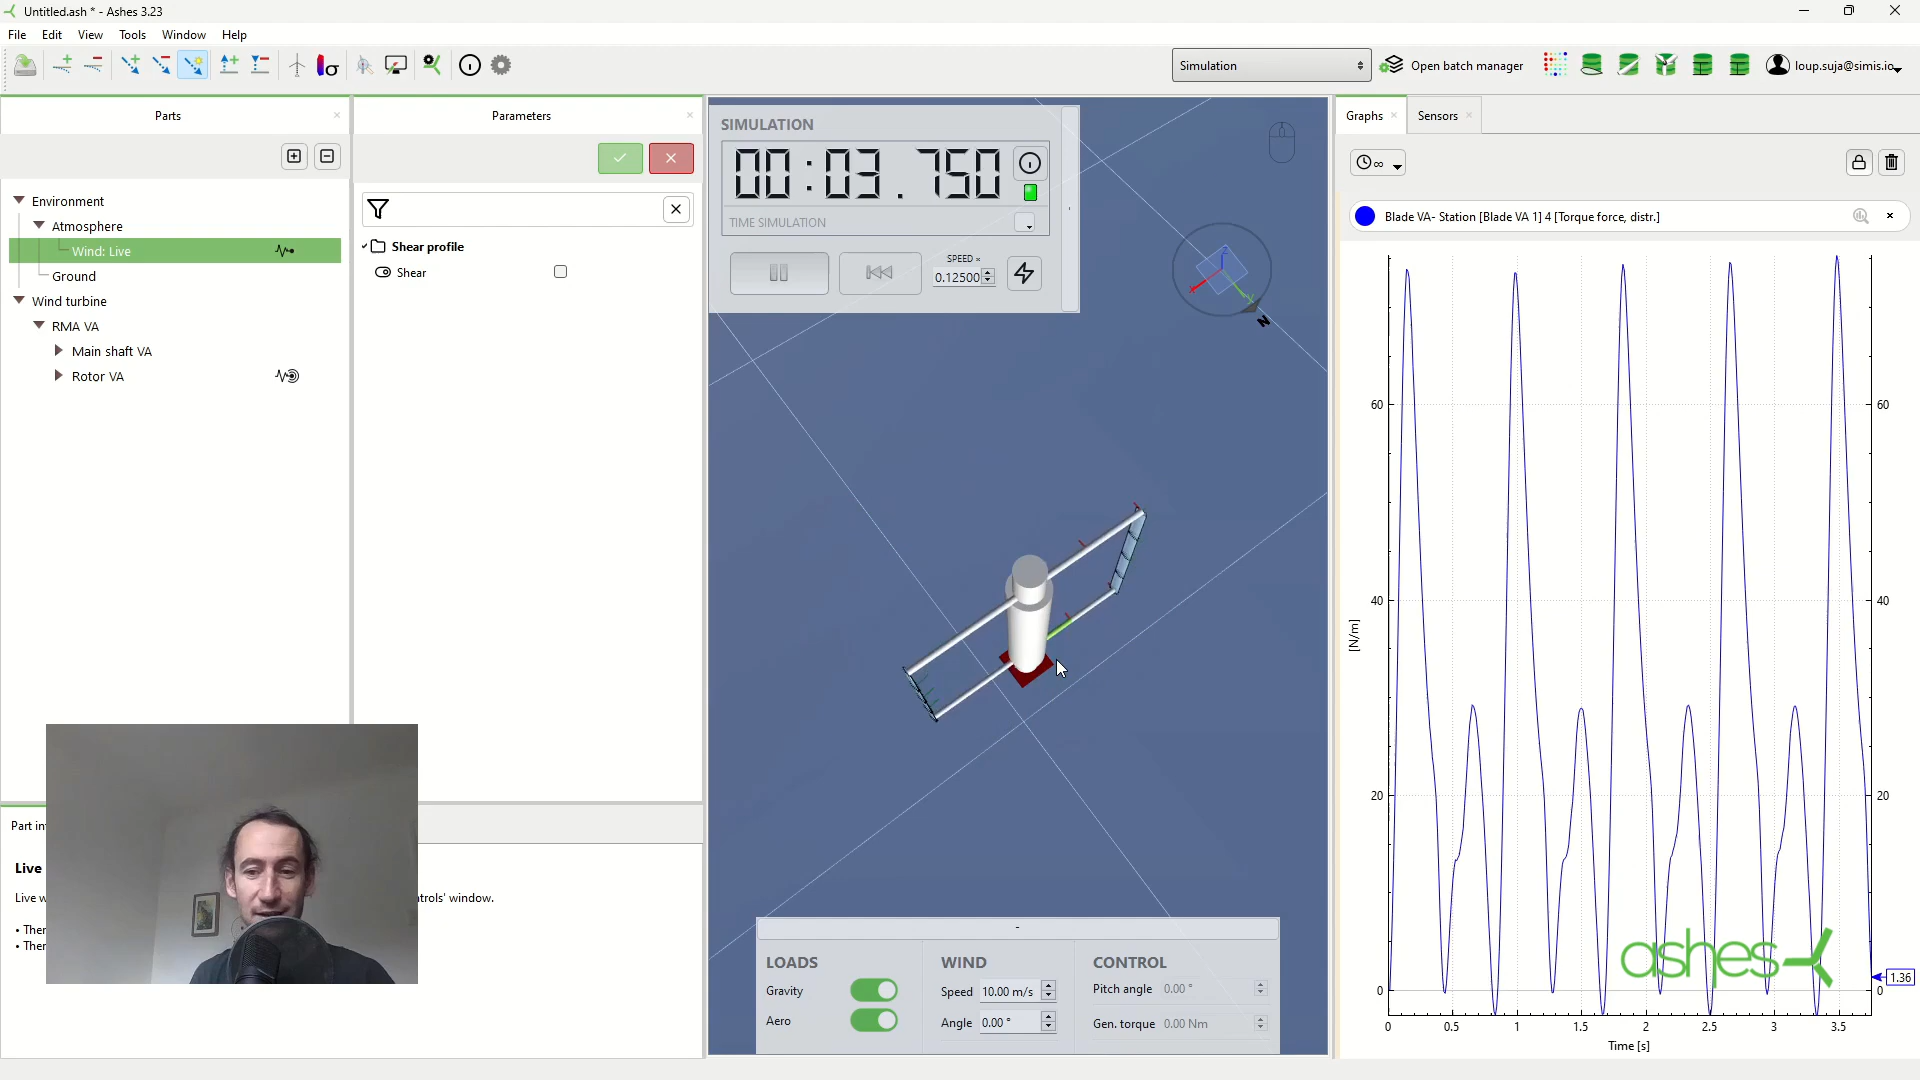 Untitled.ash * - Ashes 3.23
File Edit View Tools Window Help
Simulation
Open batch manager
loup.suja@simis.io
Parts
Environment
Atmosphere
Wind: Live
Ground
Wind turbine
RMA VA
Main shaft VA
Rotor VA
Part in
Live
Live w
trols' window.
• Ther
• Ther
Parameters
Shear profile
Shear
SIMULATION
00:03.750
TIME SIMULATION
SPEED ×
0.12500
N
LOADS
Gravity
Aero
WIND
Speed 10.00 m/s
Angle 0.00 °
CONTROL
Pitch angle 0.00 °
Gen. torque 0.00 Nm
Graphs
Sensors
∞
Blade VA- Station [Blade VA 1] 4 [Torque force, distr.]
60 60
40 40
[N/m]
20 20
ashes
1.36
0 0
0 0.5 1 1.5 2 2.5 3 3.5
Time [s]